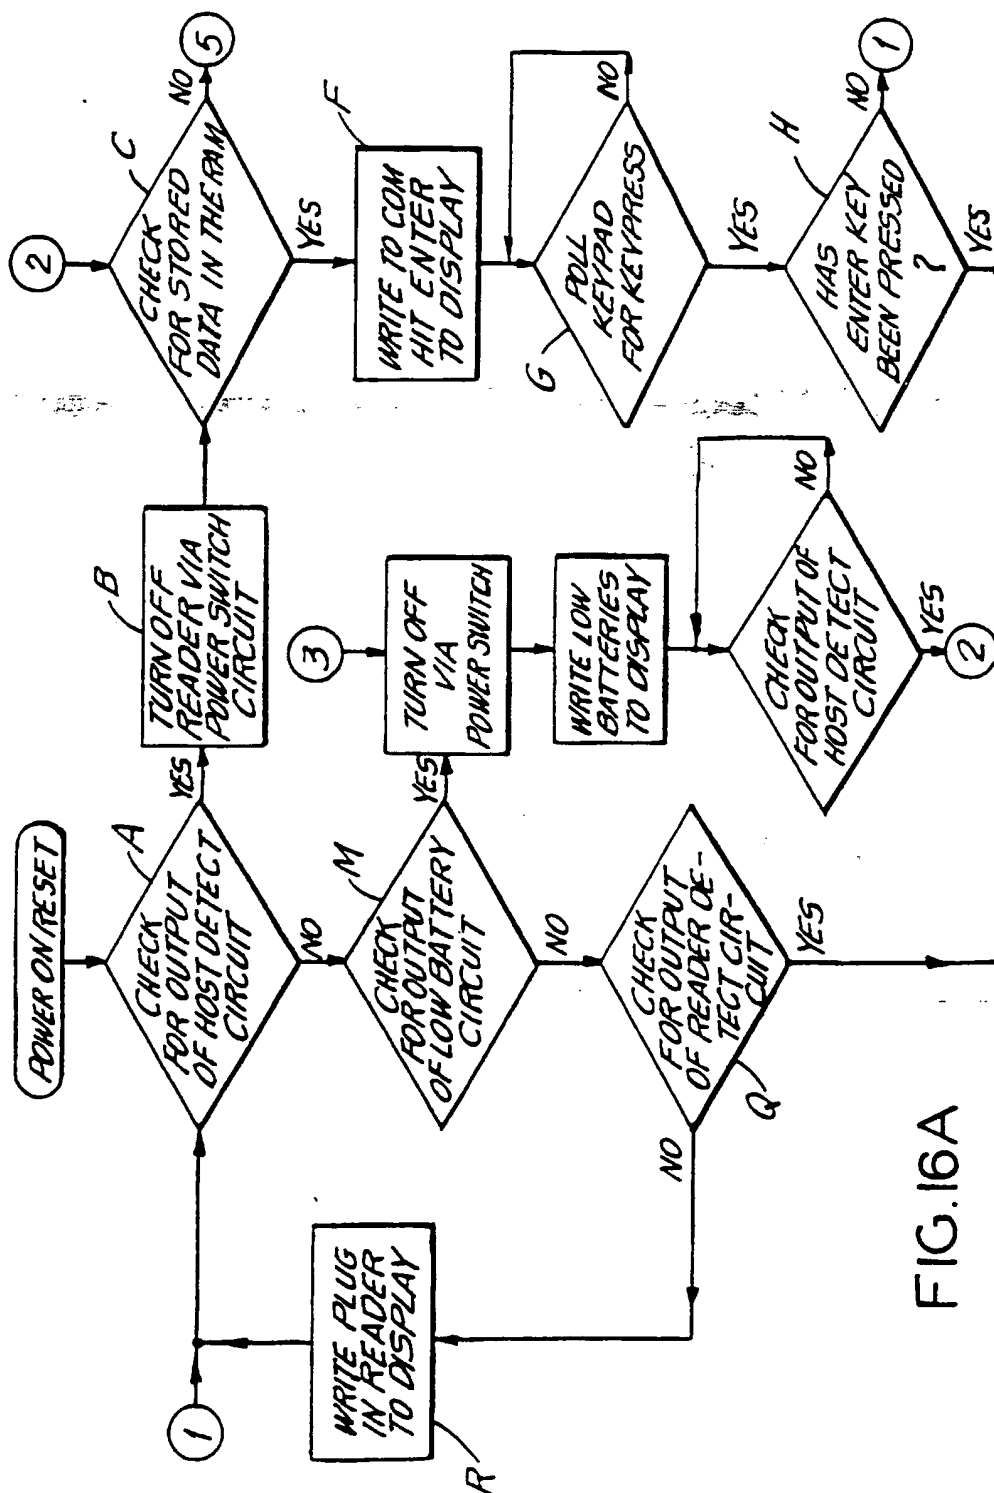 POWER ON RESET
A
CHECK
FOR OUTPUT
OF HOST DETECT
CIRCUIT
YES
NO
B
TURN OFF
READER VIA
POWER SWITCH
CIRCUIT
2
C
CHECK
FOR STORED
DATA IN THE RAM
NO
5
YES
F
WRITE TO COM
HIT ENTER
TO DISPLAY
G
POLL
KEYPAD
FOR KEYPRESS
NO
YES
H
HAS
ENTER KEY
BEEN PRESSED
?
NO
1
YES
M
CHECK
FOR OUTPUT
OF LOW BATTERY
CIRCUIT
YES
NO
3
TURN OFF
VIA
POWER SWITCH
WRITE LOW
BATTERIES
TO DISPLAY
CHECK
FOR OUTPUT OF
HOST DETECT
CIRCUIT
NO
YES
2
CHECK
FOR OUTPUT
OF READER DE-
TECT CIR-
CUIT
Q
NO
YES
1
WRITE PLUG
IN READER
TO DISPLAY
R
FIG.16A